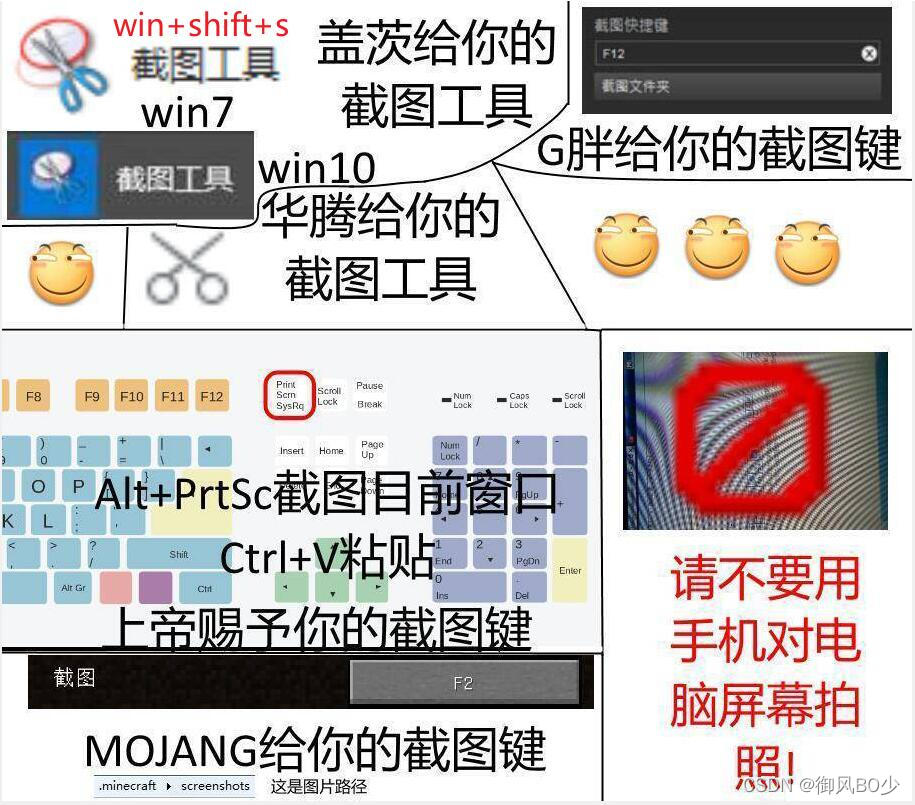 win+shift+s
截图工具
win7
盖茨给你的
截图工具
截图快捷键
F12
截图文件夹
G胖给你的截图键
截图工具
win10
华腾给你的
截图工具
F8 F9 F10 F11 F12
Print
Scrn
SysRq
Scroll
Lock
Pause
Break
Num
Lock
Caps
Lock
Scroll
Lock
) 0
_ -
+ =
| \
Insert
Home
Page
Up
Num
Lock
/
*
-
O P { [ } ]
PgUp
+
Alt+PrtSc截图目前窗口
K L : ;
Ctrl+V粘贴
< ,
> .
? /
Shift
1
End
2
3
PgDn
Enter
Alt Gr
Ctrl
0
Ins
.
Del
上帝赐予你的截图键
截图
F2
MOJANG给你的截图键
.minecraft screenshots 这是图片路径
请不要用
手机对电
脑屏幕拍
照!
CSDN @御风BO少